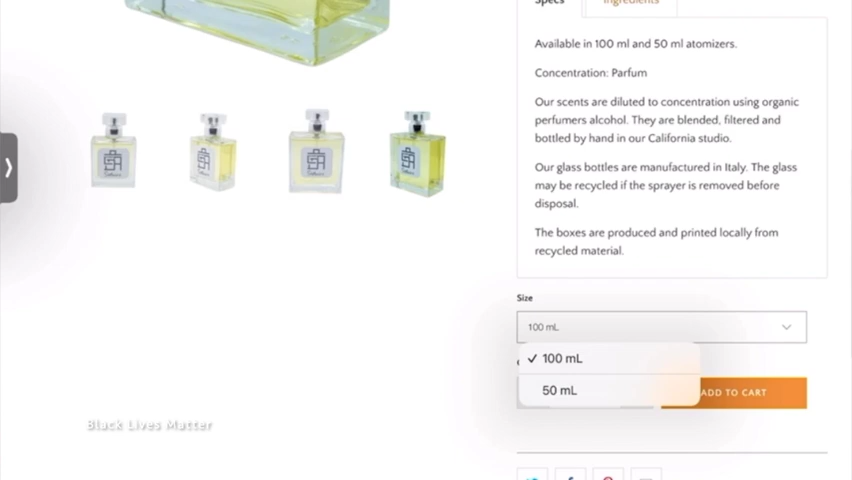 Specs
Ingredients
Available in 100 ml and 50 ml atomizers.
Concentration: Parfum
Our scents are diluted to concentration using organic
perfumers alcohol. They are blended, filtered and
bottled by hand in our California studio.
Our glass bottles are manufactured in Italy. The glass
may be recycled if the sprayer is removed before
disposal.
The boxes are produced and printed locally from
recycled material.
Size
100 mL
✓ 100 mL
50 mL
ADD TO CART
Black Lives Matter